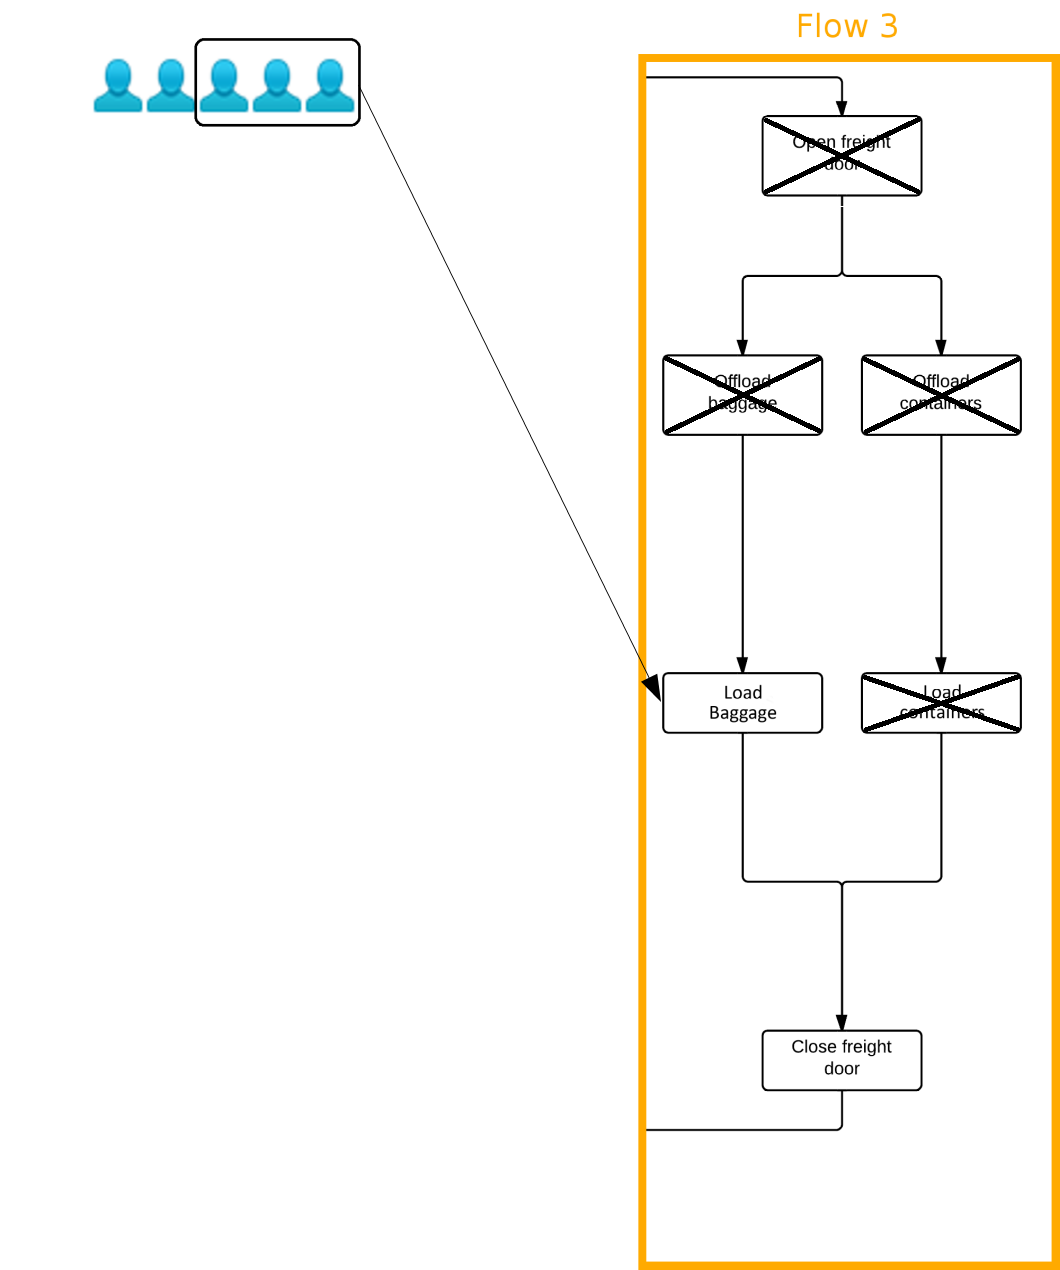 Flow 3
Open freight
door
Offload
baggage
Offload
containers
Load
Baggage
Load
containers
Close freight
door